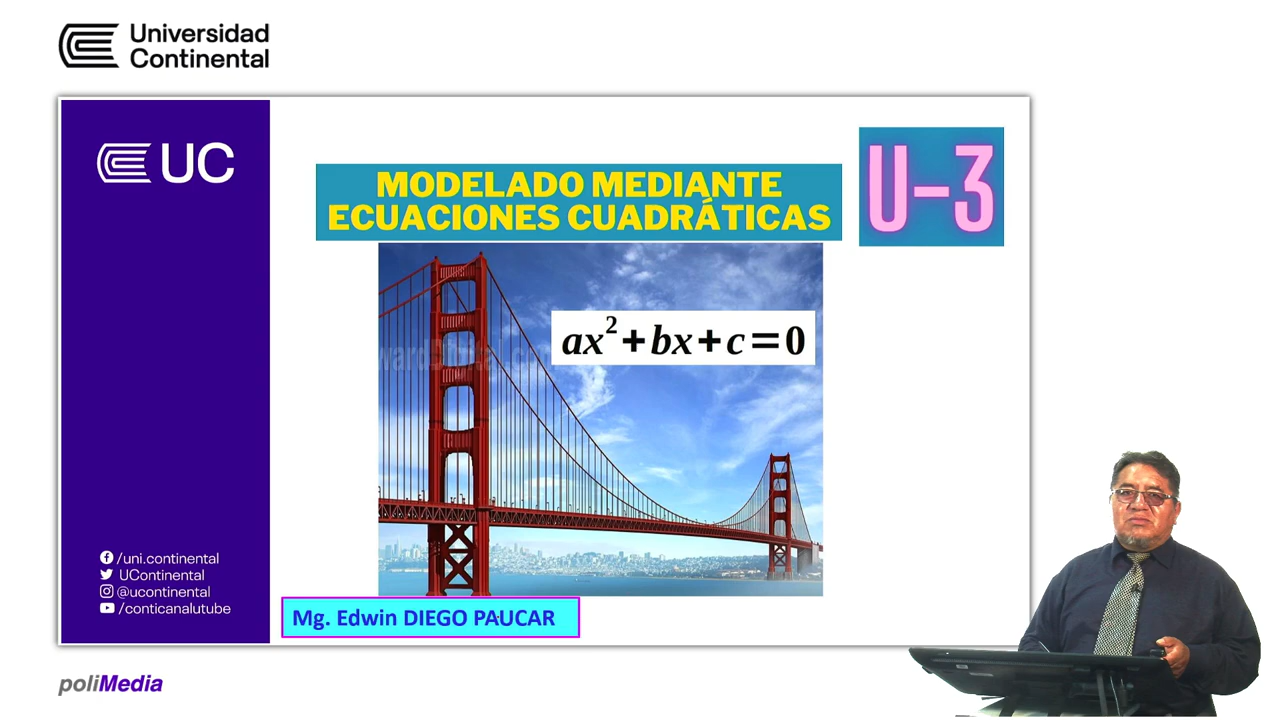 Universidad
Continental
UC
MODELADO MEDIANTE
ECUACIONES CUADRÁTICAS
U-3
ax²+bx+c=0
/uni.continental
UContinental
@ucontinental
/conticanalutube
Mg. Edwin DIEGO PAUCAR
poliMedia